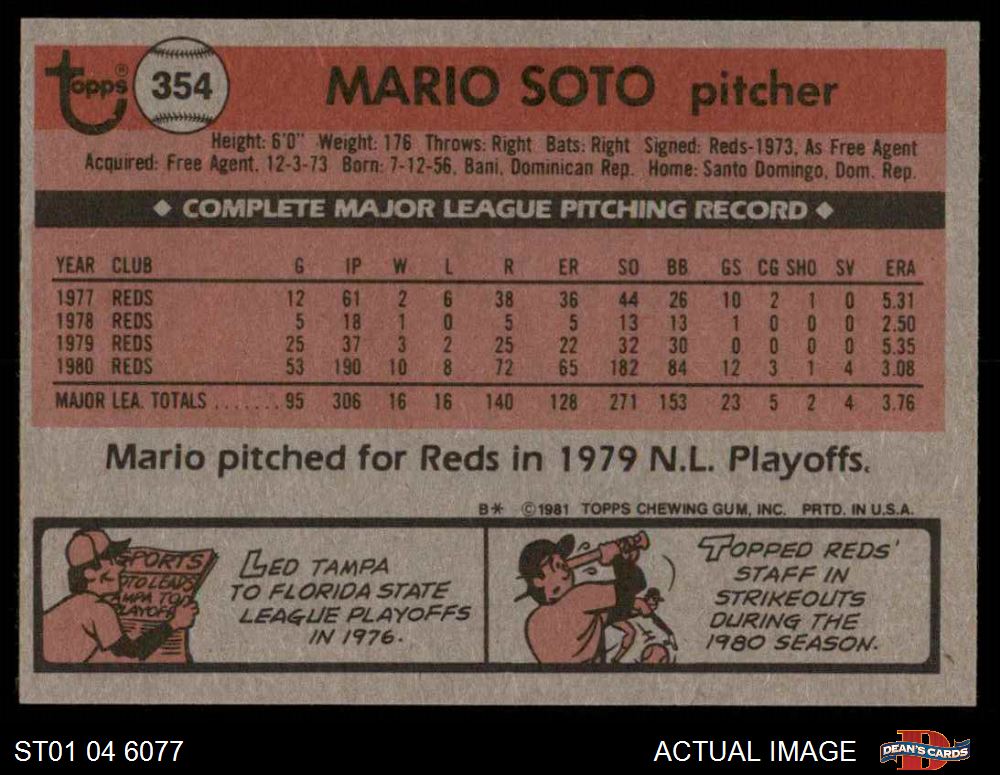 topps® 354 MARIO SOTO pitcher
Height: 6'0" Weight: 176 Throws: Right Bats: Right Signed: Reds-1973, As Free Agent
Acquired: Free Agent. 12-3-73 Born: 7-12-56, Bani, Dominican Rep. Home: Santo Domingo, Dom. Rep.
◆ COMPLETE MAJOR LEAGUE PITCHING RECORD ◆
YEAR CLUB G IP W L R ER SO BB GS CG SHO SV ERA
1977 REDS 12 61 2 6 38 36 44 26 10 2 1 0 5.31
1978 REDS 5 18 1 0 5 5 13 13 1 0 0 0 2.50
1979 REDS 25 37 3 2 25 22 32 30 0 0 0 0 5.35
1980 REDS 53 190 10 8 72 65 182 84 12 3 1 4 3.08
MAJOR LEA. TOTALS ....... 95 306 16 16 140 128 271 153 23 5 2 4 3.76
Mario pitched for Reds in 1979 N.L. Playoffs.
B* ©1981 TOPPS CHEWING GUM, INC. PRTD. IN U.S.A.
SPORTS
OTO LEADS
AMPA TO
LAYOFF
LED TAMPA
TO FLORIDA STATE
LEAGUE PLAYOFFS
IN 1976.
TOPPED REDS'
STAFF IN
STRIKEOUTS
DURING THE
1980 SEASON.
ST01 04 6077
ACTUAL IMAGE
DEAN'S CARDS